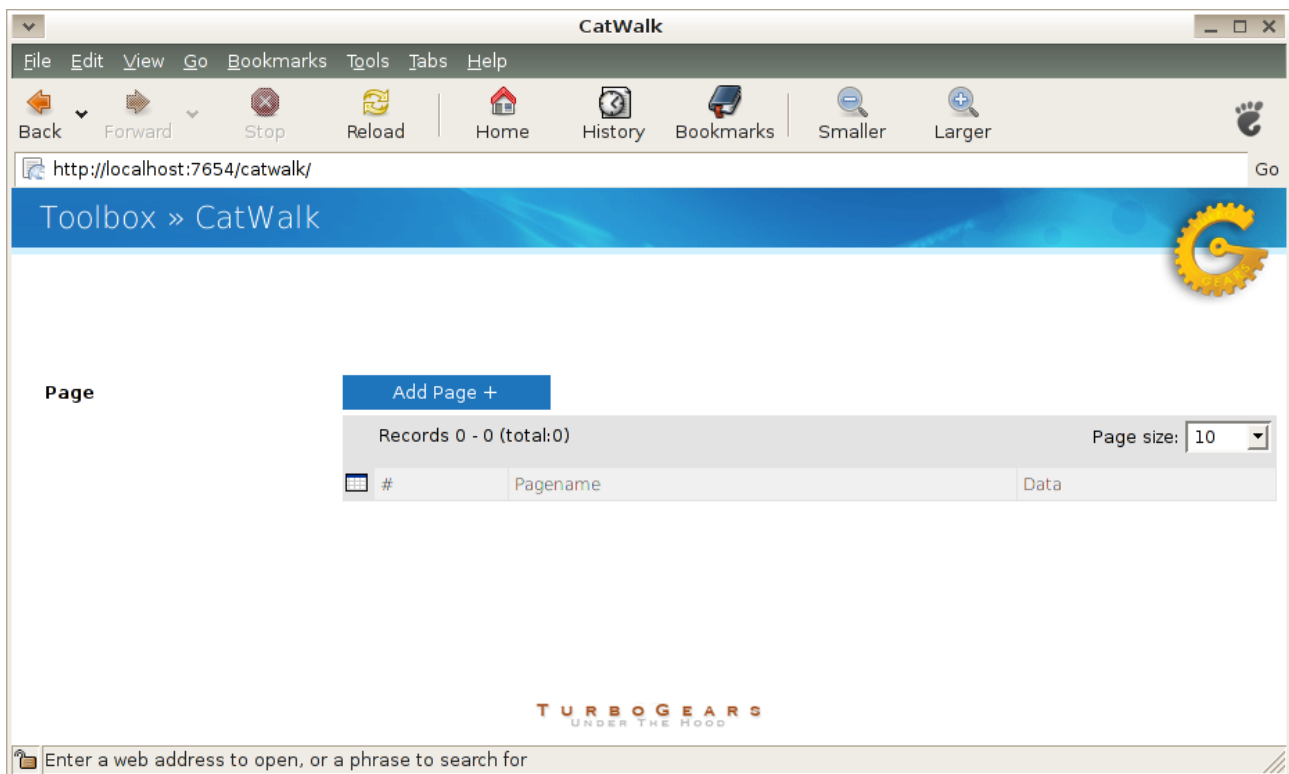 CatWalk
File Edit View Go Bookmarks Tools Tabs Help
Back Forward Stop Reload Home History Bookmarks Smaller Larger
http://localhost:7654/catwalk/ Go
Toolbox » CatWalk
GEARS
Page Add Page +
Records 0 - 0 (total:0) Page size: 10
# Pagename Data
TURBOGEARS
UNDER THE HOOD
Enter a web address to open, or a phrase to search for